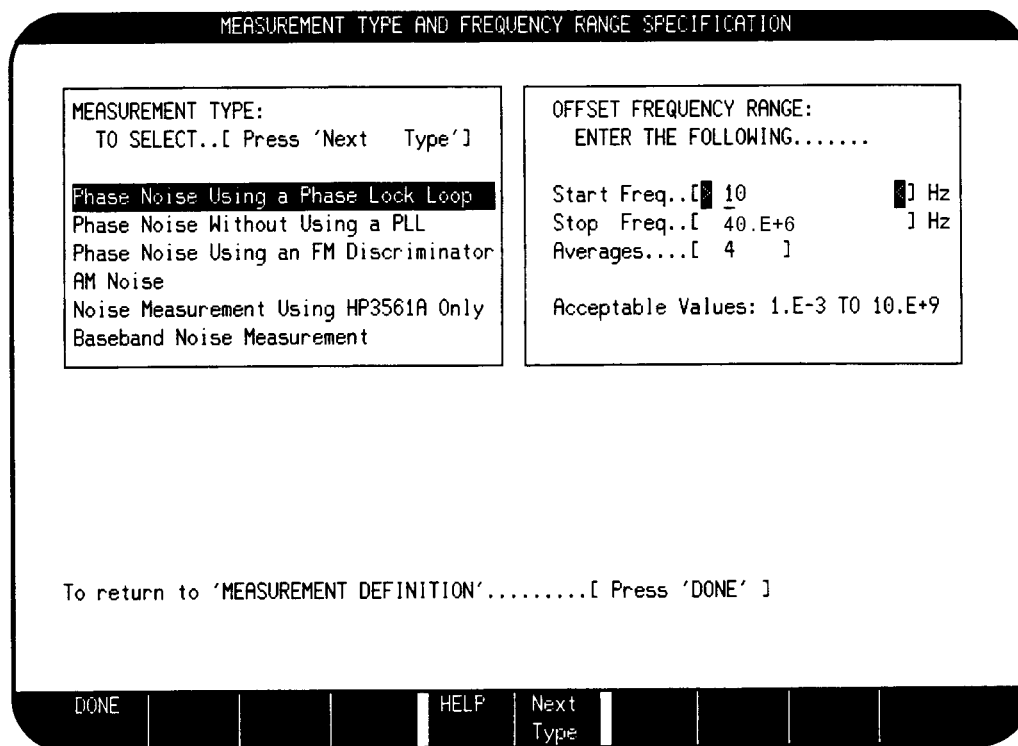 MEASUREMENT TYPE AND FREQUENCY RANGE SPECIFICATION
MEASUREMENT TYPE:
TO SELECT..[ Press 'Next Type']
Phase Noise Using a Phase Lock Loop
Phase Noise Without Using a PLL
Phase Noise Using an FM Discriminator
AM Noise
Noise Measurement Using HP3561A Only
Baseband Noise Measurement
OFFSET FREQUENCY RANGE:
ENTER THE FOLLOWING.......
Start Freq..[ 10 ] Hz
Stop Freq..[ 40.E+6 ] Hz
Averages....[ 4 ]
Acceptable Values: 1.E-3 TO 10.E+9
To return to 'MEASUREMENT DEFINITION'.........[ Press 'DONE' ]
DONE
HELP
Next
Type